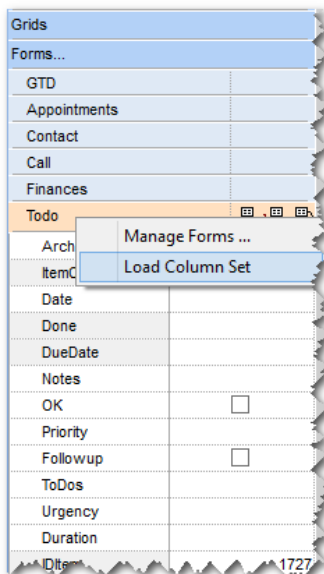 Grids
Forms...
GTD
Appointments
Contact
Call
Finances
Todo
Manage Forms ...
Arch
Load Column Set
Date
Done
DueDate
Notes
OK
Priority
Followup
ToDos
Urgency
Duration
1727